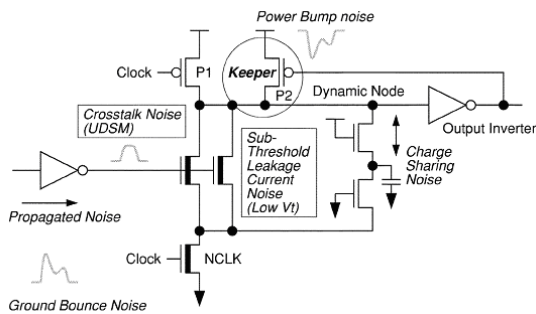 Power Bump noise
Clock
P1
Keeper
P2
Dynamic Node
Crosstalk Noise
(UDSM)
Output Inverter
Sub-
Threshold
Leakage
Current
Noise
(Low Vt)
Charge
Sharing
Noise
Propagated Noise
Clock
NCLK
Ground Bounce Noise